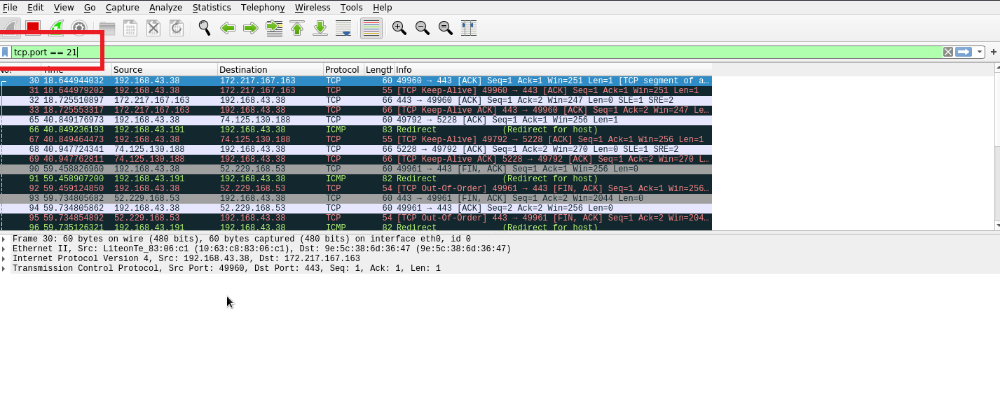 File Edit View Go Capture Analyze Statistics Telephony Wireless Tools Help
tcp.port == 21
No. Time Source Destination Protocol Length Info
30 18.644944032 192.168.43.38 172.217.167.163 TCP 60 49960 → 443 [ACK] Seq=1 Ack=1 Win=251 Len=1 [TCP segment of a…
31 18.644979202 192.168.43.38 172.217.167.163 TCP 55 [TCP Keep-Alive] 49960 → 443 [ACK] Seq=1 Ack=1 Win=251 Len=1
32 18.725510897 172.217.167.163 192.168.43.38 TCP 66 443 → 49960 [ACK] Seq=1 Ack=2 Win=247 Len=0 SLE=1 SRE=2
33 18.725553317 172.217.167.163 192.168.43.38 TCP 66 [TCP Keep-Alive ACK] 443 → 49960 [ACK] Seq=1 Ack=2 Win=247 Le…
65 40.849176973 192.168.43.38 74.125.130.188 TCP 60 49792 → 5228 [ACK] Seq=1 Ack=1 Win=256 Len=1
66 40.849236193 192.168.43.191 192.168.43.38 ICMP 83 Redirect (Redirect for host)
67 40.849464473 192.168.43.38 74.125.130.188 TCP 55 [TCP Keep-Alive] 49792 → 5228 [ACK] Seq=1 Ack=1 Win=256 Len=1
68 40.947724341 74.125.130.188 192.168.43.38 TCP 66 5228 → 49792 [ACK] Seq=1 Ack=2 Win=270 Len=0 SLE=1 SRE=2
69 40.947762811 74.125.130.188 192.168.43.38 TCP 66 [TCP Keep-Alive ACK] 5228 → 49792 [ACK] Seq=1 Ack=2 Win=270 L…
90 59.458826960 192.168.43.38 52.229.168.53 TCP 60 49961 → 443 [FIN, ACK] Seq=1 Ack=1 Win=256 Len=0
91 59.458907200 192.168.43.191 192.168.43.38 ICMP 82 Redirect (Redirect for host)
92 59.459124850 192.168.43.38 52.229.168.53 TCP 54 [TCP Out-Of-Order] 49961 → 443 [FIN, ACK] Seq=1 Ack=1 Win=256…
93 59.734805682 52.229.168.53 192.168.43.38 TCP 60 443 → 49961 [FIN, ACK] Seq=1 Ack=2 Win=2044 Len=0
94 59.734805862 192.168.43.38 52.229.168.53 TCP 60 49961 → 443 [ACK] Seq=2 Ack=2 Win=256 Len=0
95 59.734854892 52.229.168.53 192.168.43.38 TCP 54 [TCP Out-Of-Order] 443 → 49961 [FIN, ACK] Seq=1 Ack=2 Win=204…
96 59.735126321 192.168.43.191 192.168.43.38 ICMP 82 Redirect (Redirect for host)
Frame 30: 60 bytes on wire (480 bits), 60 bytes captured (480 bits) on interface eth0, id 0
Ethernet II, Src: LiteonTe_83:06:c1 (10:63:c8:83:06:c1), Dst: 9e:5c:38:6d:36:47 (9e:5c:38:6d:36:47)
Internet Protocol Version 4, Src: 192.168.43.38, Dst: 172.217.167.163
Transmission Control Protocol, Src Port: 49960, Dst Port: 443, Seq: 1, Ack: 1, Len: 1